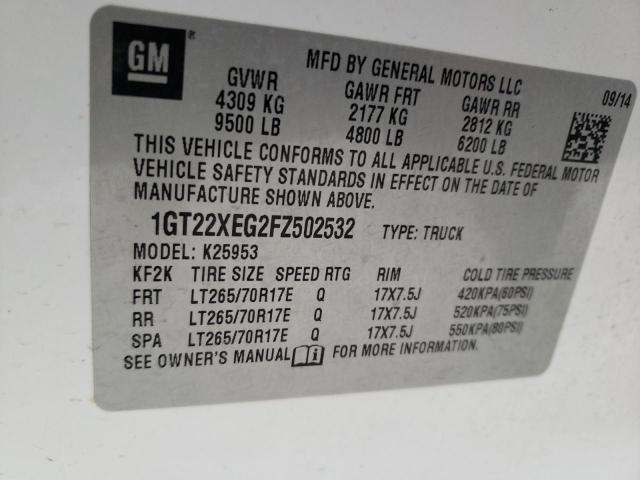 GM ®
MFD BY GENERAL MOTORS LLC
09/14
GVWR GAWR FRT GAWR RR
4309 KG 2177 KG 2812 KG
9500 LB 4800 LB 6200 LB
THIS VEHICLE CONFORMS TO ALL APPLICABLE U.S. FEDERAL MOTOR
VEHICLE SAFETY STANDARDS IN EFFECT ON THE DATE OF
MANUFACTURE SHOWN ABOVE.
1GT22XEG2FZ502532 TYPE: TRUCK
MODEL: K25953
KF2K TIRE SIZE SPEED RTG RIM COLD TIRE PRESSURE
FRT LT265/70R17E Q 17X7.5J 420KPA(60PSI)
RR LT265/70R17E Q 17X7.5J 520KPA(75PSI)
SPA LT265/70R17E Q 17X7.5J 550KPA(80PSI)
SEE OWNER'S MANUAL i FOR MORE INFORMATION.